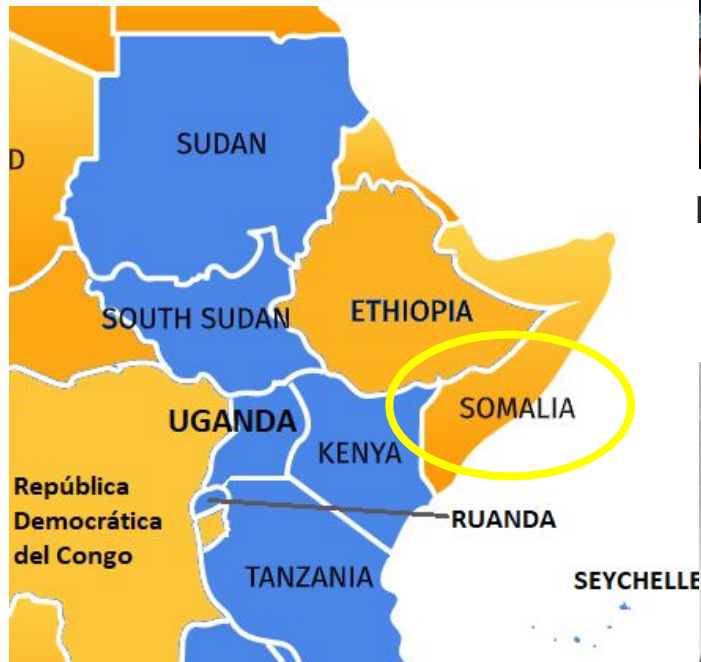 SUDAN
D
SOUTH SUDAN
ETHIOPIA
SOMALIA
UGANDA
KENYA
República
Democrática
del Congo
RUANDA
TANZANIA
SEYCHELLE